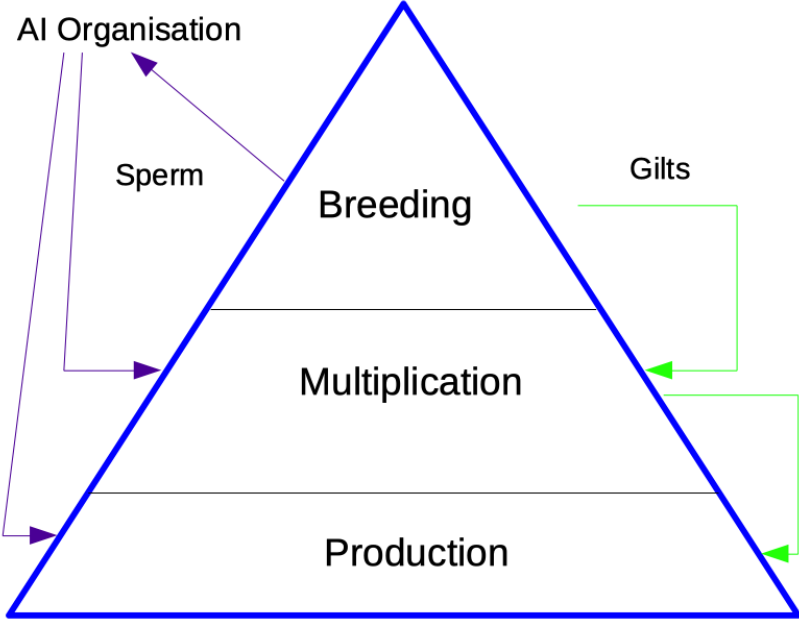 AI Organisation
Sperm
Gilts
Breeding
Multiplication
Production